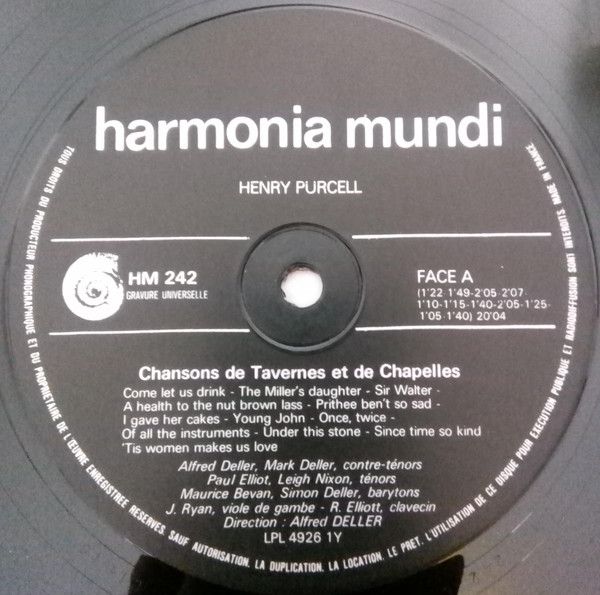 harmonia mundi
HENRY PURCELL
HM 242
GRAVURE UNIVERSELLE
FACE A
(1'22-1'49-2'05-2'07-
1'10-1'15-1'40-2'05-1'25-
1'05-1'40) 20'04
Chansons de Tavernes et de Chapelles
Come let us drink - The Miller's daughter - Sir Walter -
A health to the nut brown lass - Prithee ben't so sad -
I gave her cakes - Young John - Once, twice -
Of all the instruments - Under this stone - Since time so kind
'Tis women makes us love
Alfred Deller, Mark Deller, contre-ténors
Paul Elliot, Leigh Nixon, ténors
Maurice Bevan, Simon Deller, barytons
J. Ryan, viole de gambe - R. Elliott, clavecin
Direction : Alfred DELLER
LPL 4926 1Y
TOUS DROITS DU PRODUCTEUR PHONOGRAPHIQUE ET DU PROPRIETAIRE DE L'ŒUVRE ENREGISTREE RESERVES. SAUF AUTORISATION, LA DUPLICATION, LA LOCATION, LE PRET, L'UTILISATION DE CE DISQUE POUR EXECUTION PUBLIQUE ET RADIODIFFUSION SONT INTERDITS. MADE IN FRANCE